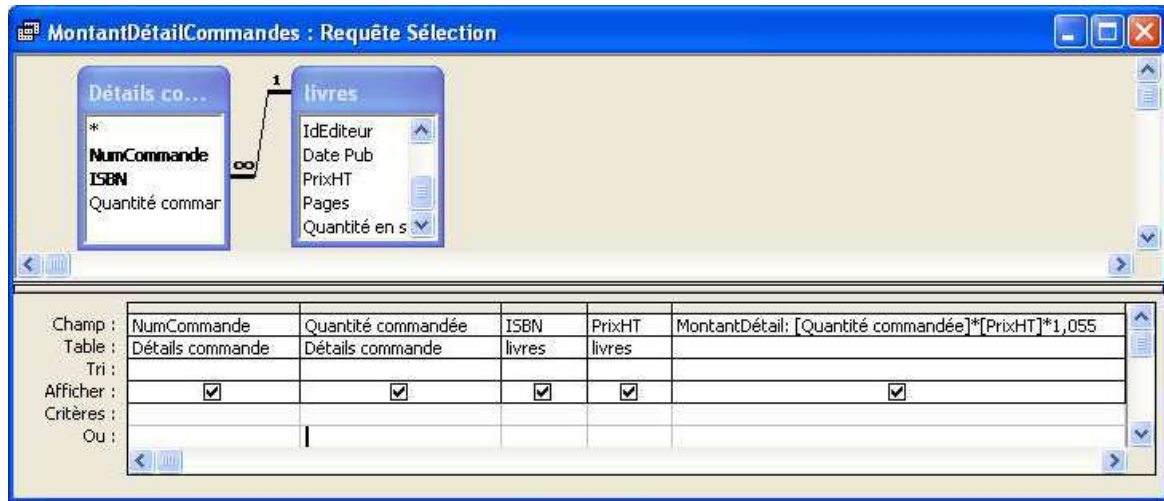 MontantDétailCommandes : Requête Sélection
Détails co...
*
NumCommande
ISBN
Quantité commar
∞
1
livres
IdEditeur
Date Pub
PrixHT
Pages
Quantité en s
Champ : NumCommande Quantité commandée ISBN PrixHT MontantDétail: [Quantité commandée]*[PrixHT]*1,055
Table : Détails commande Détails commande livres livres
Tri :
Afficher :
Critères :
Ou :